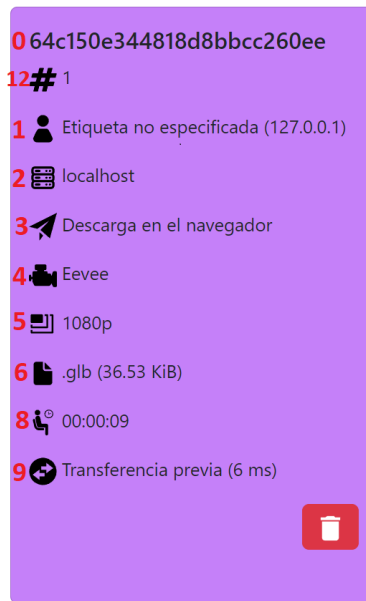 0 64c150e344818d8bbcc260ee
12 # 1
1 Etiqueta no especificada (127.0.0.1)
2 localhost
3 Descarga en el navegador
4 Eevee
5 1080p
6 .glb (36.53 KiB)
8 00:00:09
9 Transferencia previa (6 ms)